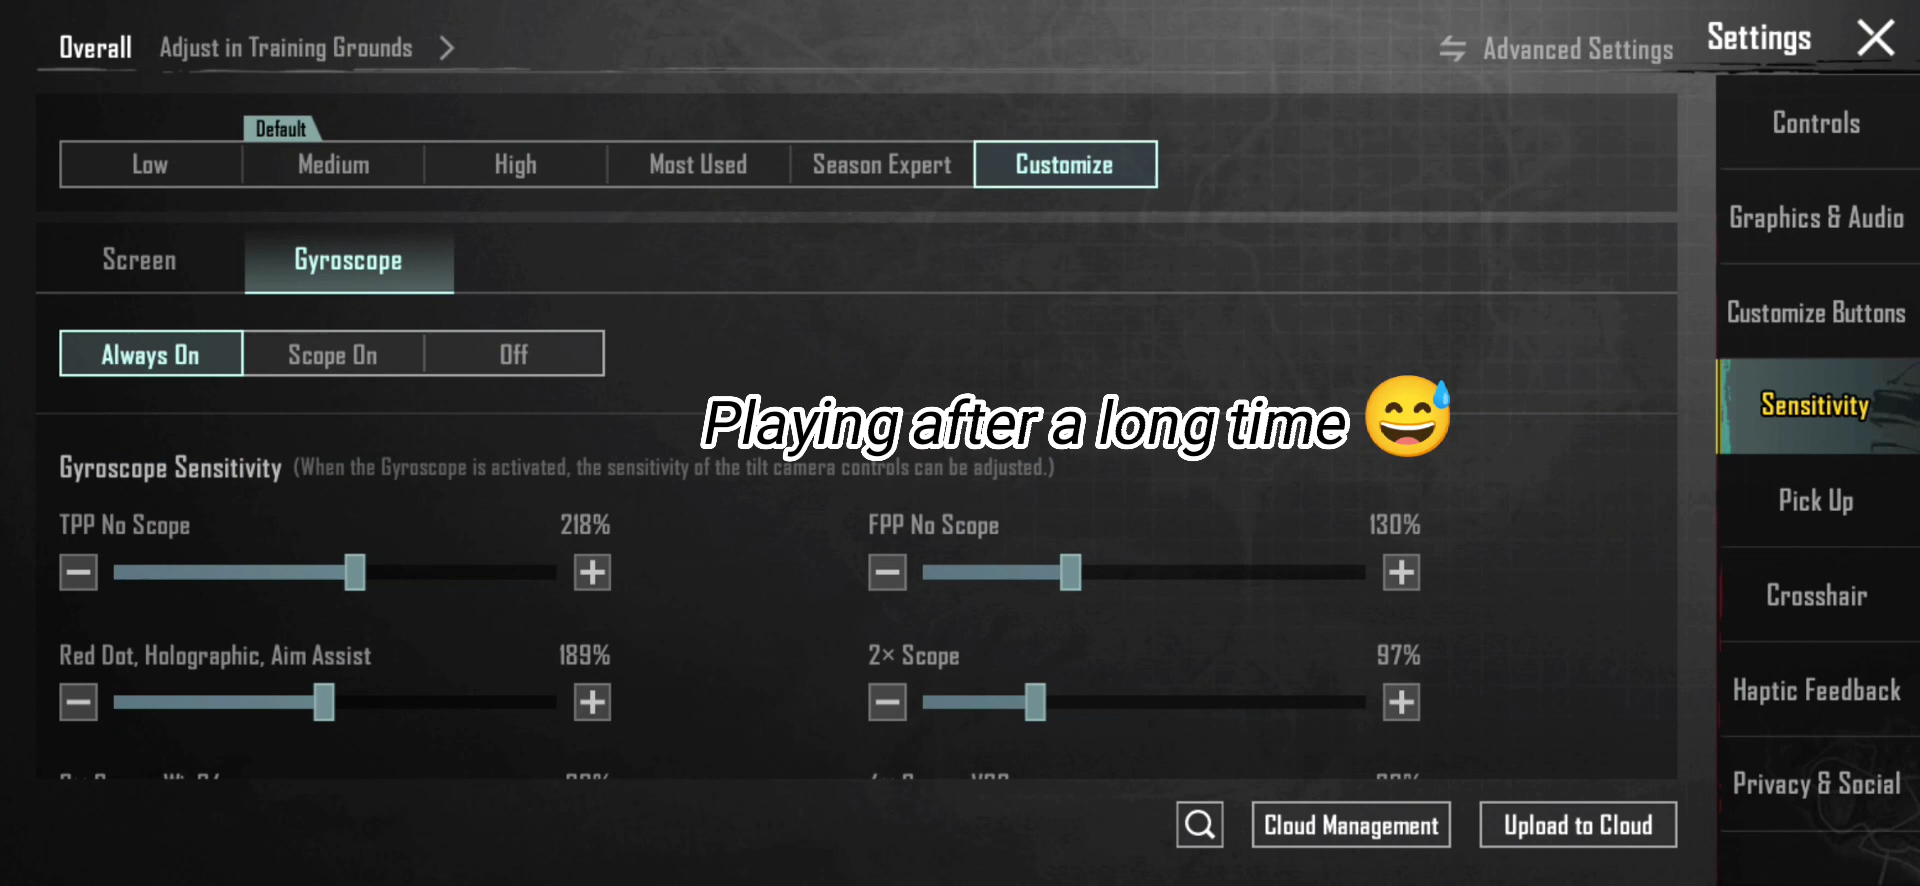 Overall
Adjust in Training Grounds
Advanced Settings
Settings
Default
Low
Medium
High
Most Used
Season Expert
Customize
Screen
Gyroscope
Always On
Scope On
Off
Playing after a long time 😅
Gyroscope Sensitivity (When the Gyroscope is activated, the sensitivity of the tilt camera controls can be adjusted.)
TPP No Scope 218%
FPP No Scope 130%
Red Dot, Holographic, Aim Assist 189%
2× Scope 97%
Cloud Management
Upload to Cloud
Controls
Graphics & Audio
Customize Buttons
Sensitivity
Pick Up
Crosshair
Haptic Feedback
Privacy & Social